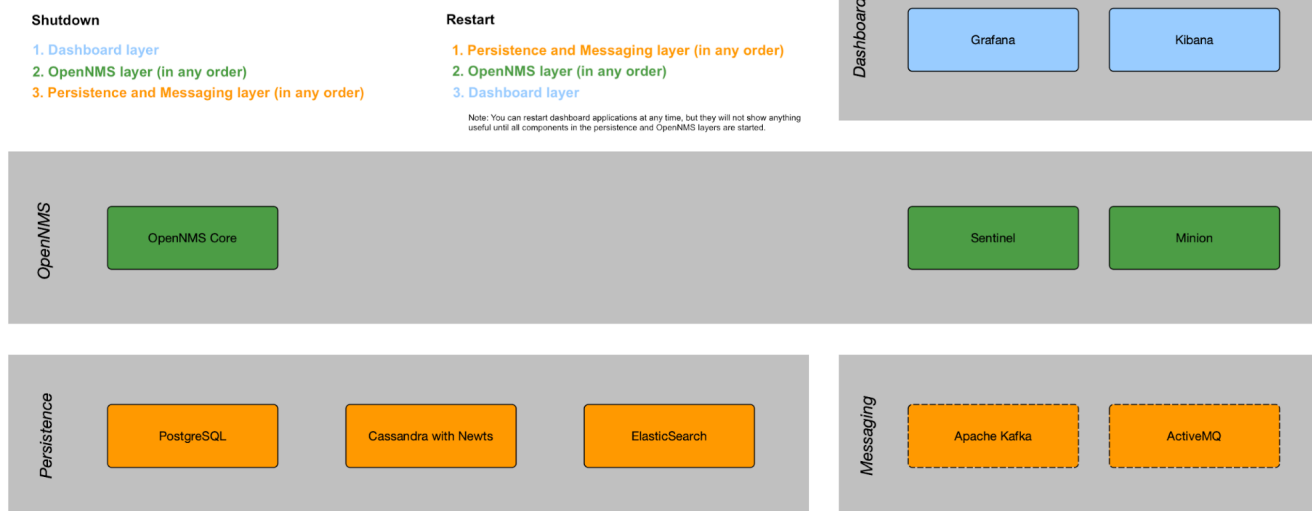 Shutdown
1. Dashboard layer
2. OpenNMS layer (in any order)
3. Persistence and Messaging layer (in any order)
Restart
1. Persistence and Messaging layer (in any order)
2. OpenNMS layer (in any order)
3. Dashboard layer
Note: You can restart dashboard applications at any time, but they will not show anything
useful until all components in the persistence and OpenNMS layers are started.
Dashboard
Grafana
Kibana
OpenNMS
OpenNMS Core
Sentinel
Minion
Persistence
PostgreSQL
Cassandra with Newts
ElasticSearch
Messaging
Apache Kafka
ActiveMQ